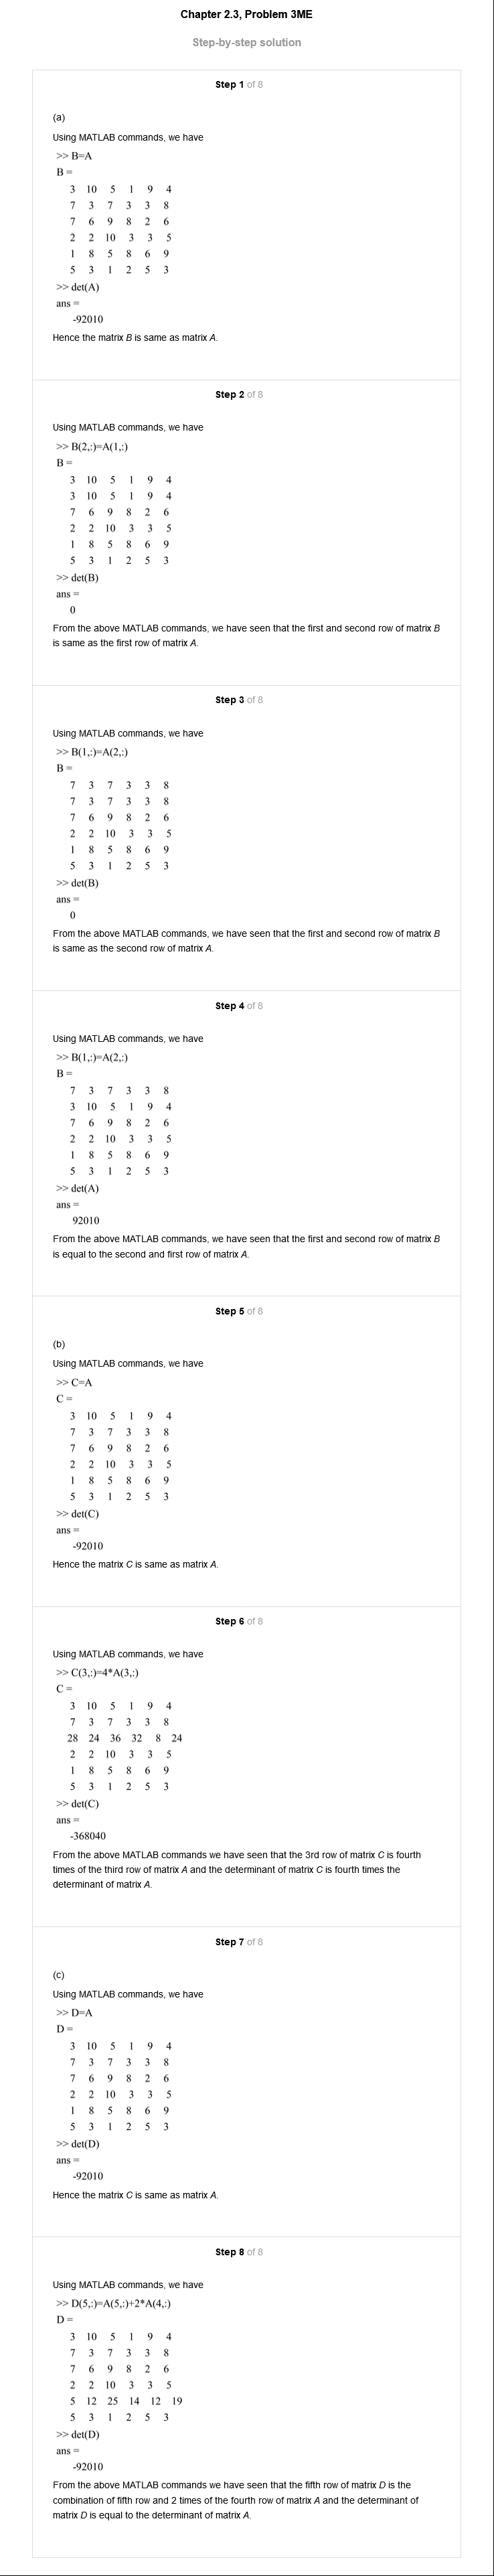 Chapter 2.3, Problem 3ME
Step-by-step solution
Step 1 of 8
(a)
Using MATLAB commands, we have
>> B=A
B =
3 10 5 1 9 4
7 3 7 3 3 8
7 6 9 8 2 6
2 2 10 3 3 5
1 8 5 8 6 9
5 3 1 2 5 3
>> det(A)
ans =
-92010
Hence the matrix B is same as matrix A.
Step 2 of 8
Using MATLAB commands, we have
>> B(2,:)=A(1,:)
B =
3 10 5 1 9 4
3 10 5 1 9 4
7 6 9 8 2 6
2 2 10 3 3 5
1 8 5 8 6 9
5 3 1 2 5 3
>> det(B)
ans =
0
From the above MATLAB commands, we have seen that the first and second row of matrix B
is same as the first row of matrix A.
Step 3 of 8
Using MATLAB commands, we have
>> B(1,:)=A(2,:)
B =
7 3 7 3 3 8
7 3 7 3 3 8
7 6 9 8 2 6
2 2 10 3 3 5
1 8 5 8 6 9
5 3 1 2 5 3
>> det(B)
ans =
0
From the above MATLAB commands, we have seen that the first and second row of matrix B
is same as the second row of matrix A.
Step 4 of 8
Using MATLAB commands, we have
>> B(1,:)=A(2,:)
B =
7 3 7 3 3 8
3 10 5 1 9 4
7 6 9 8 2 6
2 2 10 3 3 5
1 8 5 8 6 9
5 3 1 2 5 3
>> det(A)
ans =
92010
From the above MATLAB commands, we have seen that the first and second row of matrix B
is equal to the second and first row of matrix A.
Step 5 of 8
(b)
Using MATLAB commands, we have
>> C=A
C =
3 10 5 1 9 4
7 3 7 3 3 8
7 6 9 8 2 6
2 2 10 3 3 5
1 8 5 8 6 9
5 3 1 2 5 3
>> det(C)
ans =
-92010
Hence the matrix C is same as matrix A.
Step 6 of 8
Using MATLAB commands, we have
>> C(3,:)=4*A(3,:)
C =
3 10 5 1 9 4
7 3 7 3 3 8
28 24 36 32 8 24
2 2 10 3 3 5
1 8 5 8 6 9
5 3 1 2 5 3
>> det(C)
ans =
-368040
From the above MATLAB commands we have seen that the 3rd row of matrix C is fourth
times of the third row of matrix A and the determinant of matrix C is fourth times the
determinant of matrix A.
Step 7 of 8
(c)
Using MATLAB commands, we have
>> D=A
D =
3 10 5 1 9 4
7 3 7 3 3 8
7 6 9 8 2 6
2 2 10 3 3 5
1 8 5 8 6 9
5 3 1 2 5 3
>> det(D)
ans =
-92010
Hence the matrix C is same as matrix A.
Step 8 of 8
Using MATLAB commands, we have
>> D(5,:)=A(5,:)+2*A(4,:)
D =
3 10 5 1 9 4
7 3 7 3 3 8
7 6 9 8 2 6
2 2 10 3 3 5
5 12 25 14 12 19
5 3 1 2 5 3
>> det(D)
ans =
-92010
From the above MATLAB commands we have seen that the fifth row of matrix D is the
combination of fifth row and 2 times of the fourth row of matrix A and the determinant of
matrix D is equal to the determinant of matrix A.